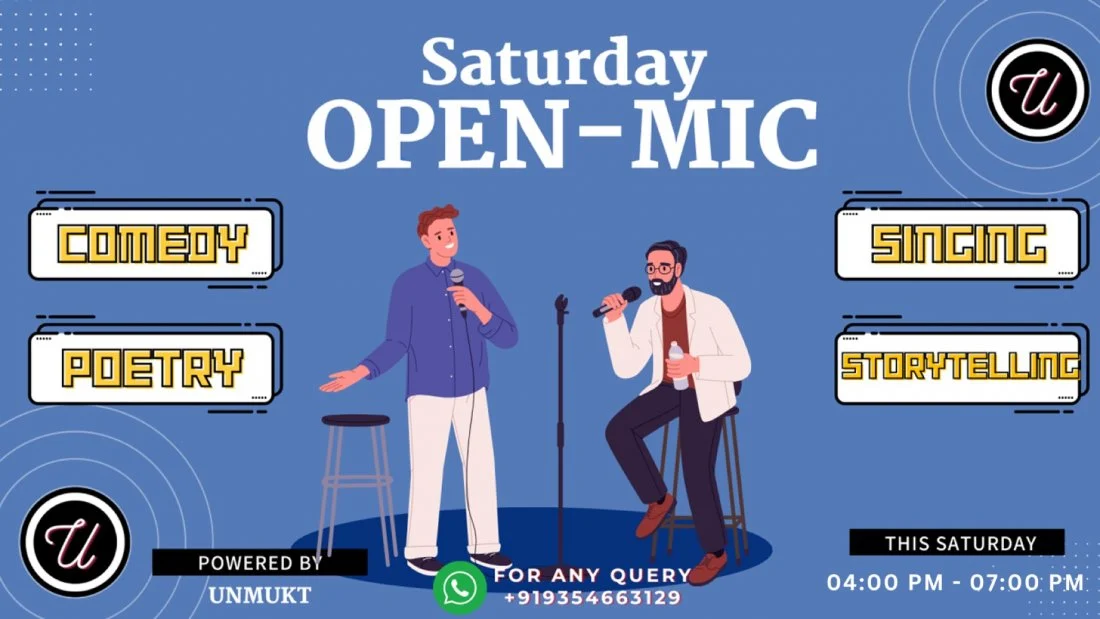 Saturday
OPEN-MIC
U
COMEDY
SINGING
POETRY
STORYTELLING
U
POWERED BY
UNMUKT
FOR ANY QUERY
+919354663129
THIS SATURDAY
04:00 PM - 07:00 PM